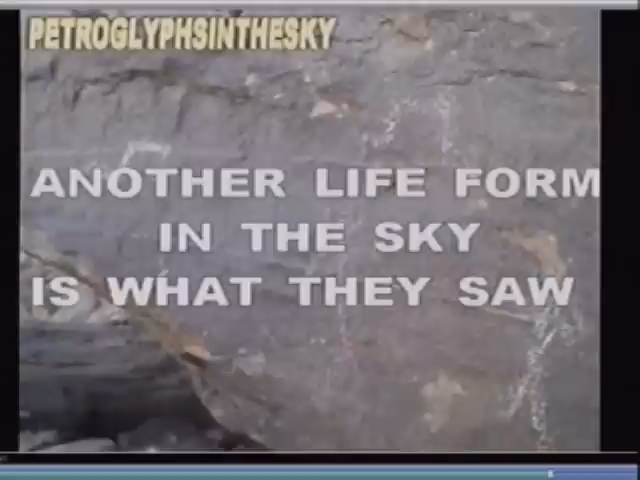 PETROGLYPHSINTHESKY
ANOTHER LIFE FORM
IN THE SKY
IS WHAT THEY SAW